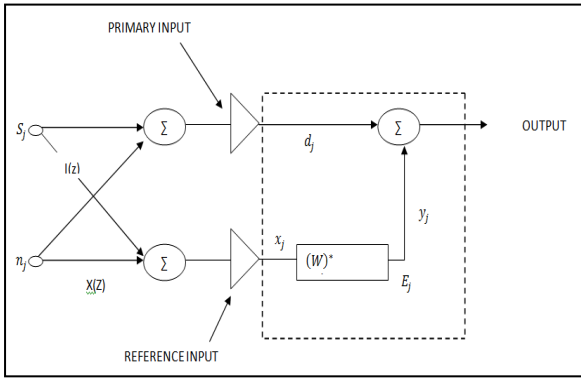 PRIMARY INPUT
S_j
Σ
Σ
OUTPUT
d_j
J(z)
y_j
n_j
Σ
x_j
(W)*
E_j
X(Z)
REFERENCE INPUT